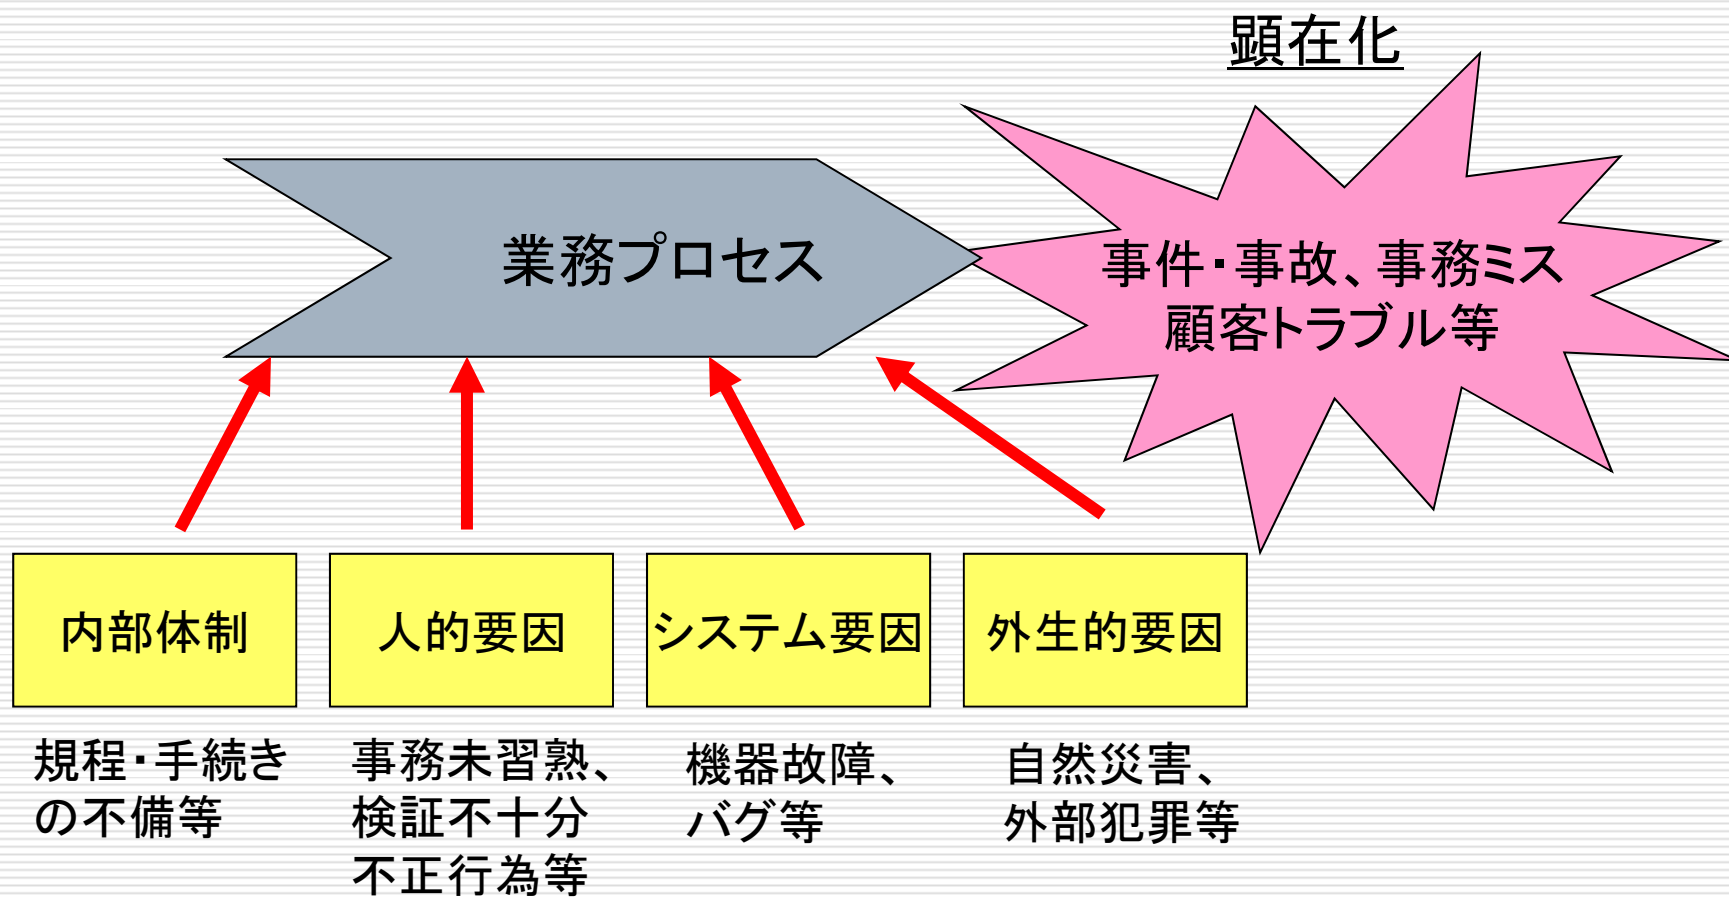 顕在化
業務プロセス
事件・事故、事務ミス
顧客トラブル等
内部体制
人的要因
システム要因
外生的要因
規程・手続き
の不備等
事務未習熟、
検証不十分
不正行為等
機器故障、
バグ等
自然災害、
外部犯罪等